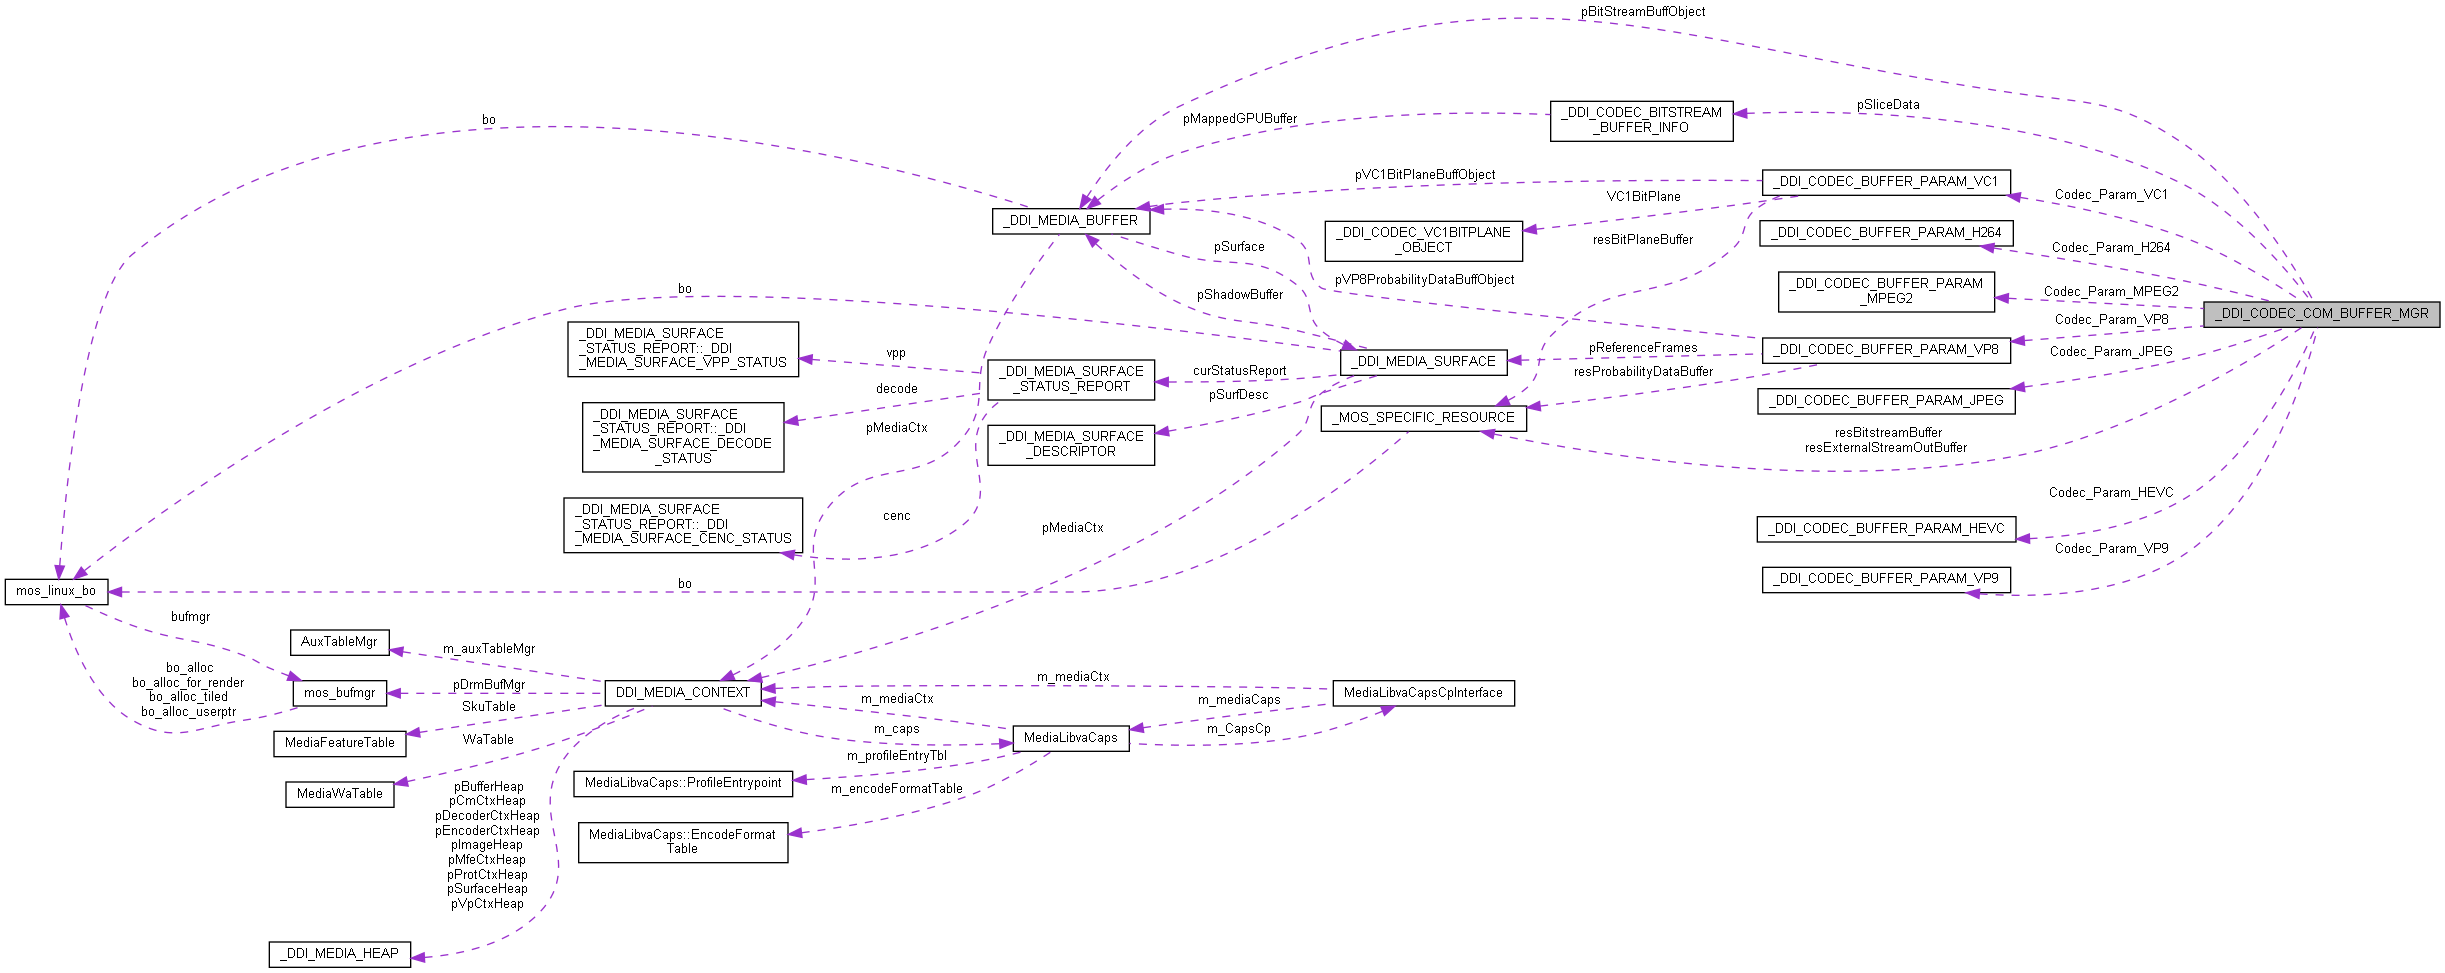 pBitStreamBuffObject
_DDI_CODEC_BITSTREAM
_BUFFER_INFO
pSliceData
bo
pMappedGPUBuffer
pVC1BitPlaneBuffObject
_DDI_CODEC_BUFFER_PARAM_VC1
Codec_Param_VC1
VC1BitPlane
_DDI_MEDIA_BUFFER
_DDI_CODEC_VC1BITPLANE
_OBJECT
resBitPlaneBuffer
_DDI_CODEC_BUFFER_PARAM_H264
Codec_Param_H264
pSurface
pVP8ProbabilityDataBuffObject
_DDI_CODEC_BUFFER_PARAM
_MPEG2
Codec_Param_MPEG2
bo
pShadowBuffer
_DDI_CODEC_COM_BUFFER_MGR
Codec_Param_VP8
_DDI_MEDIA_SURFACE
_STATUS_REPORT::_DDI
_MEDIA_SURFACE_VPP_STATUS
vpp
_DDI_MEDIA_SURFACE
_STATUS_REPORT
curStatusReport
_DDI_MEDIA_SURFACE
pReferenceFrames
_DDI_CODEC_BUFFER_PARAM_VP8
Codec_Param_JPEG
resProbabilityDataBuffer
decode
pSurfDesc
_DDI_CODEC_BUFFER_PARAM_JPEG
_DDI_MEDIA_SURFACE
_STATUS_REPORT::_DDI
_MEDIA_SURFACE_DECODE
_STATUS
pMediaCtx
_DDI_MEDIA_SURFACE
_DESCRIPTOR
_MOS_SPECIFIC_RESOURCE
resBitstreamBuffer
resExternalStreamOutBuffer
_DDI_MEDIA_SURFACE
_STATUS_REPORT::_DDI
_MEDIA_SURFACE_CENC_STATUS
cenc
pMediaCtx
Codec_Param_HEVC
_DDI_CODEC_BUFFER_PARAM_HEVC
Codec_Param_VP9
_DDI_CODEC_BUFFER_PARAM_VP9
mos_linux_bo
bo
bufmgr
AuxTableMgr
m_auxTableMgr
bo_alloc
bo_alloc_for_render
bo_alloc_tiled
bo_alloc_userptr
mos_bufmgr
pDrmBufMgr
DDI_MEDIA_CONTEXT
m_mediaCtx
MediaLibvaCapsCpInterface
SkuTable
m_mediaCtx
m_mediaCaps
MediaFeatureTable
WaTable
m_caps
MediaLibvaCaps
m_CapsCp
m_profileEntryTbl
MediaWaTable
MediaLibvaCaps::ProfileEntrypoint
m_encodeFormatTable
pBufferHeap
pCmCtxHeap
pDecoderCtxHeap
pEncoderCtxHeap
pImageHeap
pMfeCtxHeap
pProtCtxHeap
pSurfaceHeap
pVpCtxHeap
MediaLibvaCaps::EncodeFormat
Table
_DDI_MEDIA_HEAP